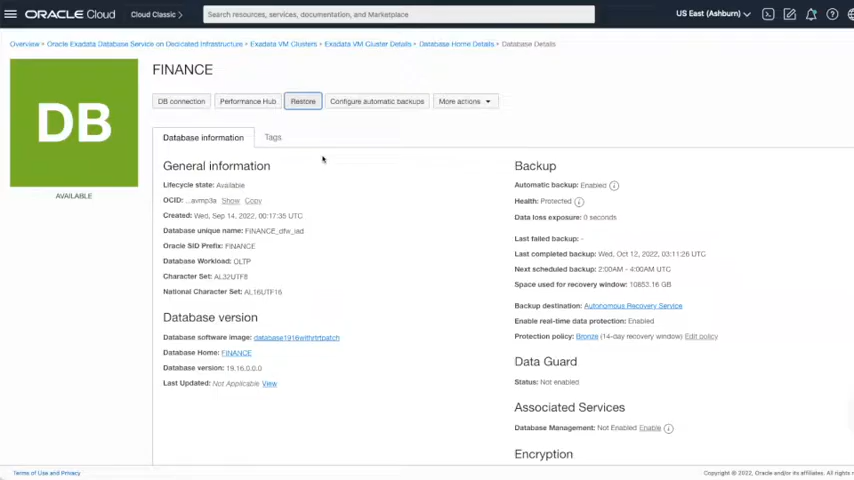 ORACLE Cloud Cloud Classic > Search resources, services, documentation, and Marketplace US East (Ashburn)
Overview › Oracle Exadata Database Service on Dedicated Infrastructure › Exadata VM Clusters › Exadata VM Cluster Details › Database Home Details › Database Details
DB
AVAILABLE
FINANCE
DB connection Performance Hub Restore Configure automatic backups More actions
Database information Tags
General information
Lifecycle state: Available
OCID: ...avmp3a Show Copy
Created: Wed, Sep 14, 2022, 00:17:35 UTC
Database unique name: FINANCE_dfw_iad
Oracle SID Prefix: FINANCE
Database Workload: OLTP
Character Set: AL32UTF8
National Character Set: AL16UTF16
Database version
Database software image: database1916withrtrtpatch
Database Home: FINANCE
Database version: 19.16.0.0.0
Last Updated: Not Applicable View
Backup
Automatic backup: Enabled
Health: Protected
Data loss exposure: 0 seconds
Last failed backup: -
Last completed backup: Wed, Oct 12, 2022, 03:11:26 UTC
Next scheduled backup: 2:00AM - 4:00AM UTC
Space used for recovery window: 10853.16 GB
Backup destination: Autonomous Recovery Service
Enable real-time data protection: Enabled
Protection policy: Bronze (14-day recovery window) Edit policy
Data Guard
Status: Not enabled
Associated Services
Database Management: Not Enabled Enable
Encryption
Terms of Use and Privacy
Copyright © 2022, Oracle and/or its affiliates. All rights